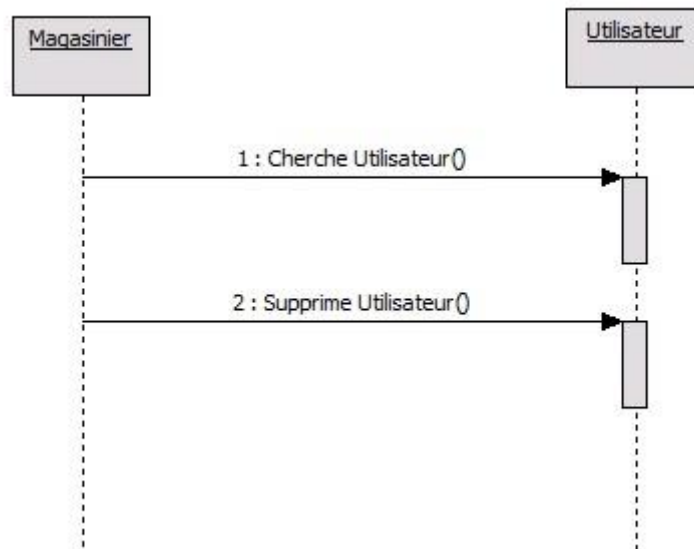 Magasinier
Utilisateur
1 : Cherche Utilisateur()
2 : Supprime Utilisateur()